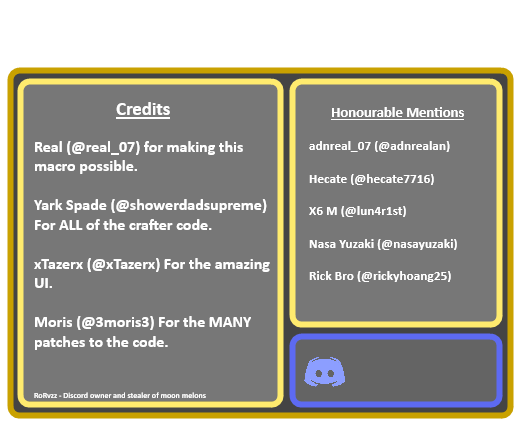 Credits
Real (@real_07) for making this
macro possible.
Yark Spade (@showerdadsupreme)
For ALL of the crafter code.
xTazerx (@xTazerx) For the amazing
UI.
Moris (@3moris3) For the MANY
patches to the code.
RoRvzz - Discord owner and stealer of moon melons
Honourable Mentions
adnreal_07 (@adnrealan)
Hecate (@hecate7716)
X6 M (@lun4r1st)
Nasa Yuzaki (@nasayuzaki)
Rick Bro (@rickyhoang25)